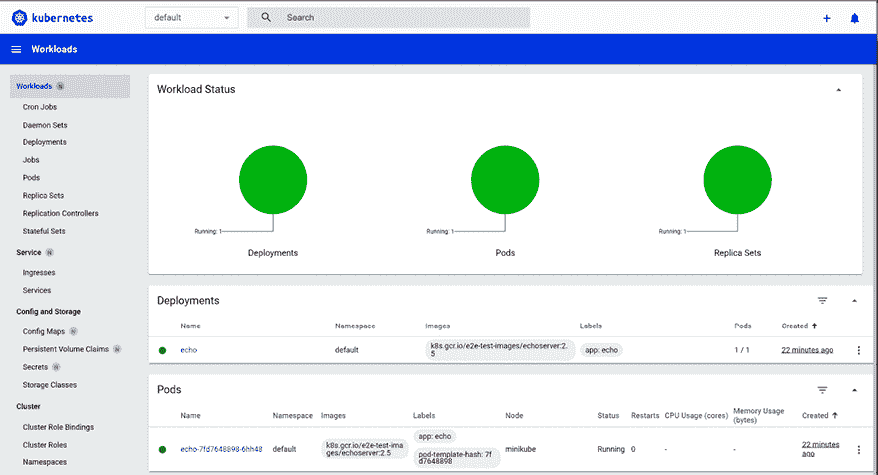 kubernetes
default
Search
+
Workloads
Workloads N
Cron Jobs
Daemon Sets
Deployments
Jobs
Pods
Replica Sets
Replication Controllers
Stateful Sets
Service N
Ingresses
Services
Config and Storage
Config Maps N
Persistent Volume Claims N
Secrets N
Storage Classes
Cluster
Cluster Role Bindings
Cluster Roles
Namespaces
Workload Status
Running: 1
Deployments
Running: 1
Pods
Running: 1
Replica Sets
Deployments
Name Namespace Images Labels Pods Created
echo default k8s.gcr.io/e2e-test-images/echoserver:2.
5 app: echo 1 / 1 22 minutes ago
Pods
Name Namespace Images Labels Node Status Restarts CPU Usage (cores) Memory Usage
(bytes) Created
echo-7fd7648898-6hh48 default k8s.gcr.io/e2e-test-ima
ges/echoserver:2.5 app: echo
pod-template-hash: 7f
d7648898 minikube Running 0 - - 22 minutes
ago